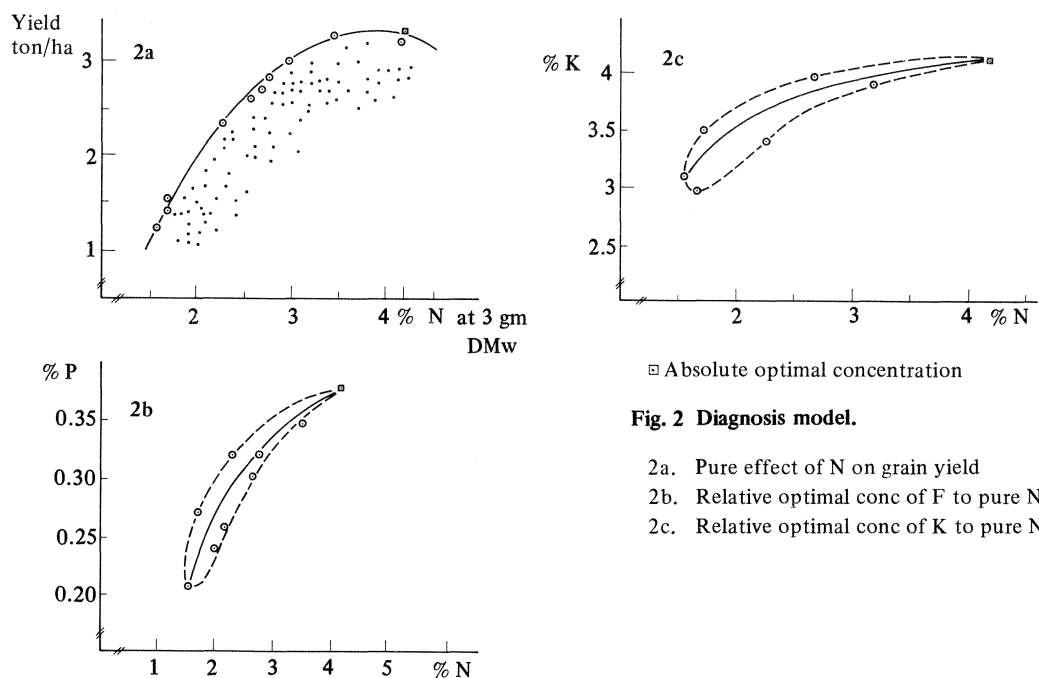 Yield
ton/ha
2a
3
2
1
2 3 4 % N at 3 gm
DMw
% K
2c
4
3.5
3
2.5
2 3 4 % N
% P
2b
0.35
0.30
0.25
0.20
1 2 3 4 5 % N
Absolute optimal concentration
Fig. 2 Diagnosis model.
2a. Pure effect of N on grain yield
2b. Relative optimal conc of F to pure N
2c. Relative optimal conc of K to pure N